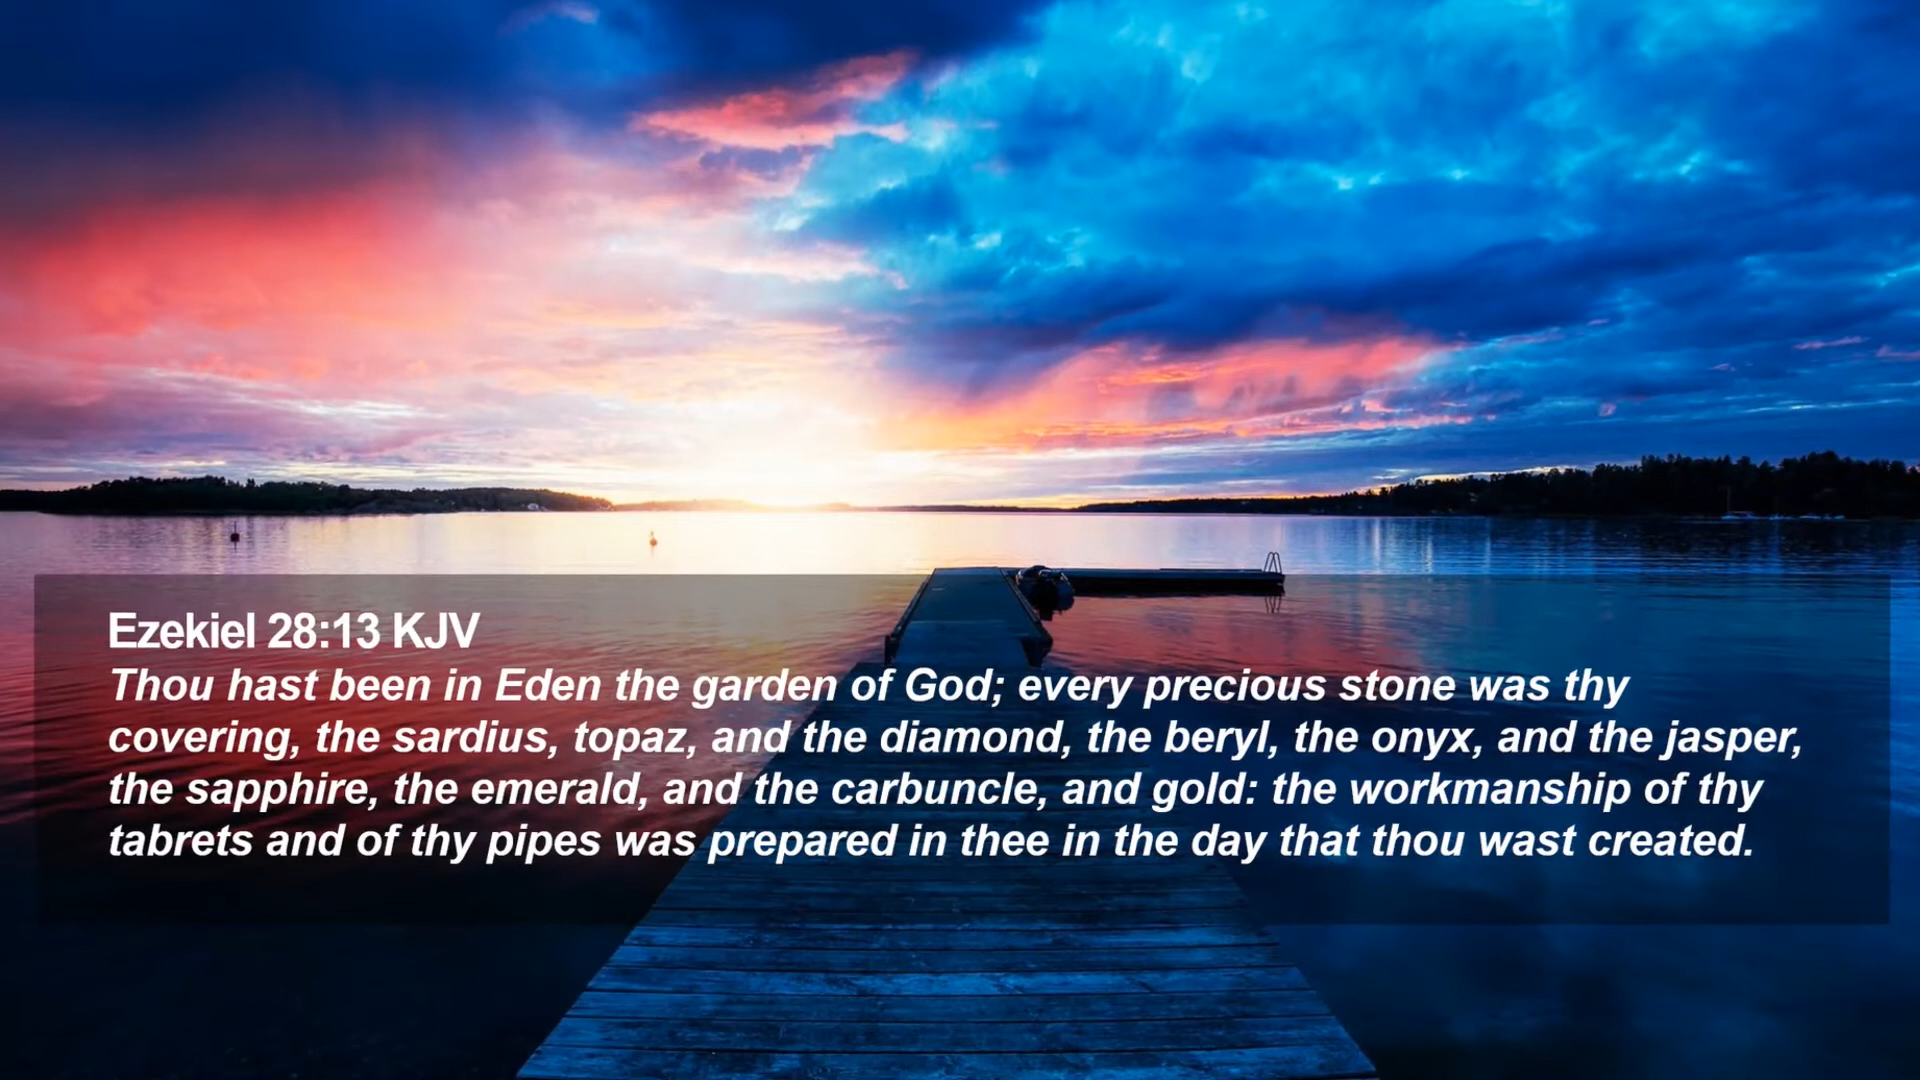 Ezekiel 28:13 KJV
Thou hast been in Eden the garden of God; every precious stone was thy
covering, the sardius, topaz, and the diamond, the beryl, the onyx, and the jasper,
the sapphire, the emerald, and the carbuncle, and gold: the workmanship of thy
tabrets and of thy pipes was prepared in thee in the day that thou wast created.